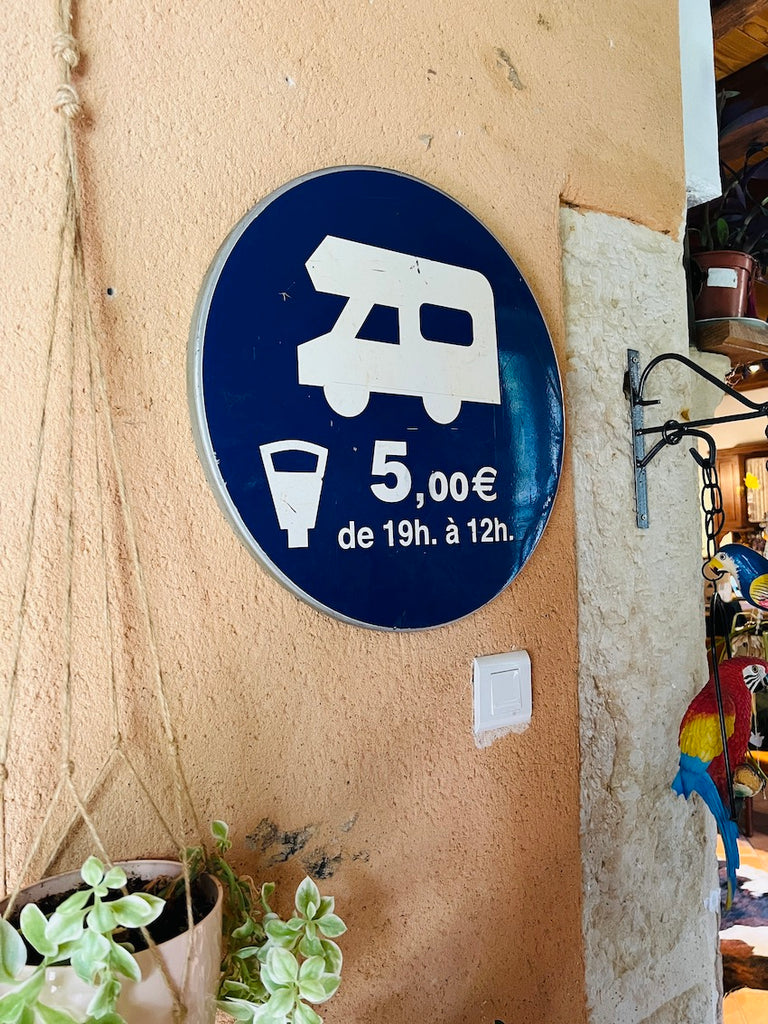 5,00€
de 19h. à 12h.